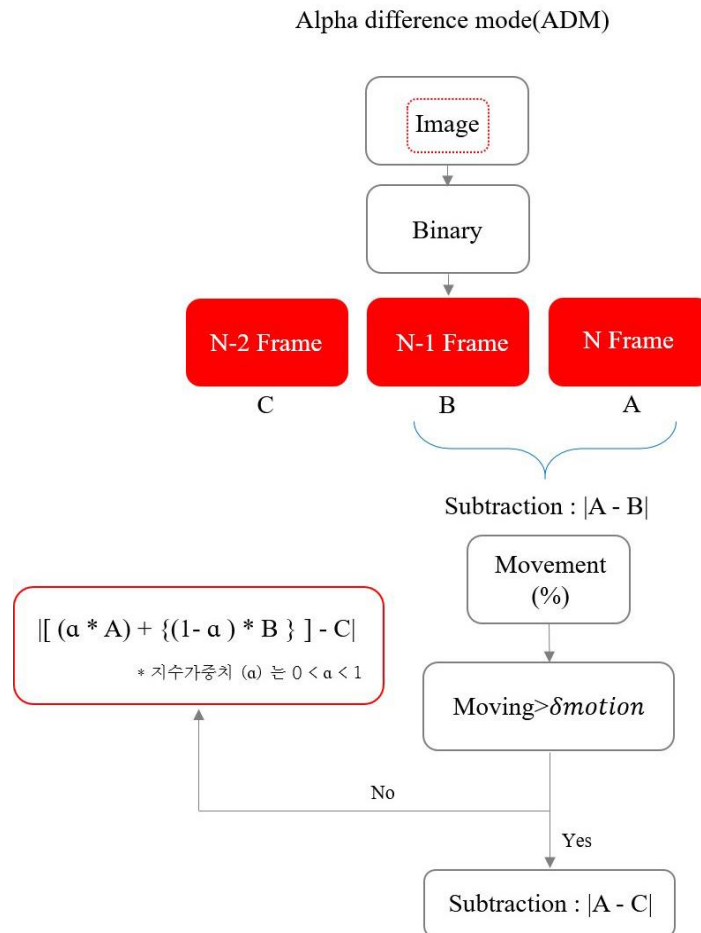 Alpha difference mode(ADM)
Image
Binary
N-2 Frame
N-1 Frame
N Frame
C
B
A
Subtraction : |A - B|
Movement
(%)
|[ (α * A) + {(1- α ) * B } ] - C|
* 지수가중치 (α) 는 0 < α < 1
Moving>δmotion
No
Yes
Subtraction : |A - C|